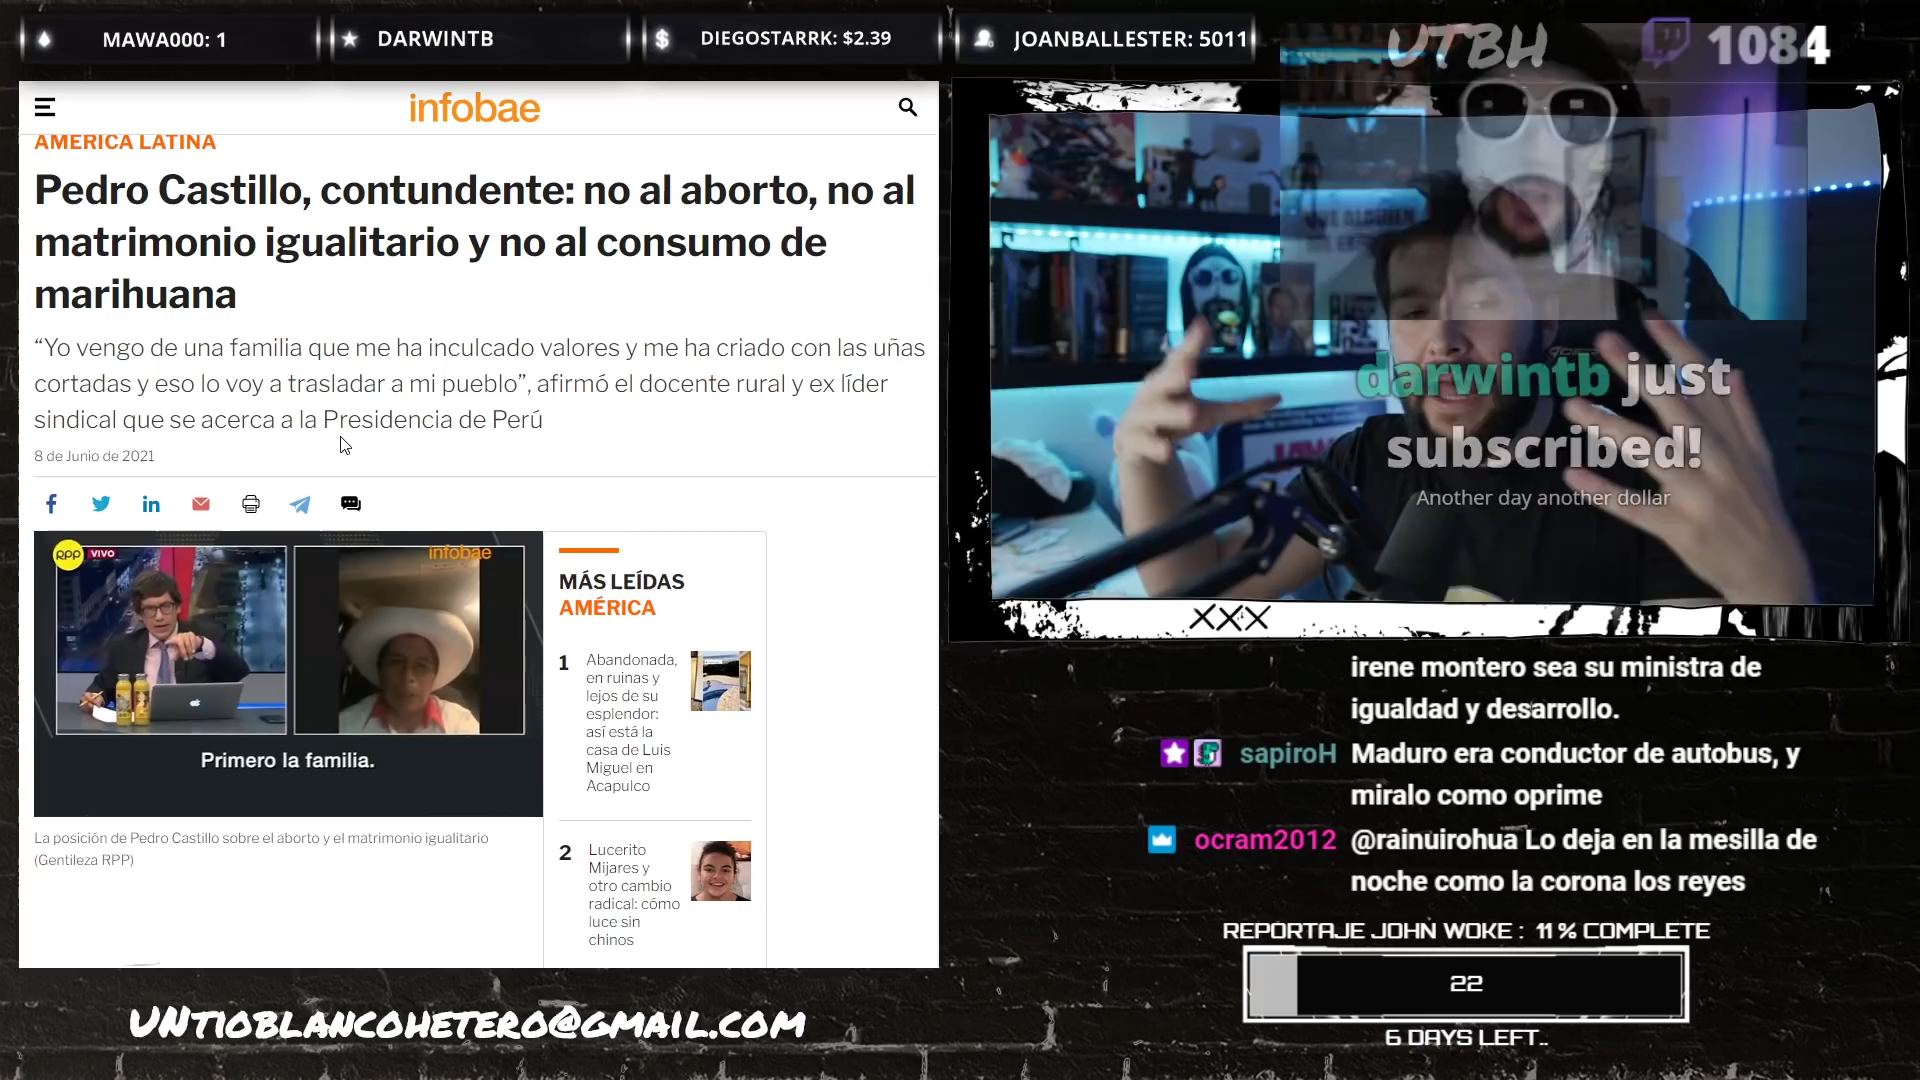 MAWA000: 1
DARWINTB
DIEGOSTARRK: $2.39
JOANBALLESTER: 5011
UTBH
1084
infobae
AMERICA LATINA
Pedro Castillo, contundente: no al aborto, no al
matrimonio igualitario y no al consumo de
marihuana
“Yo vengo de una familia que me ha inculcado valores y me ha criado con las uñas
cortadas y eso lo voy a trasladar a mi pueblo”, afirmó el docente rural y ex líder
sindical que se acerca a la Presidencia de Perú
8 de Junio de 2021
RPP VIVO
infobae
Primero la familia.
La posición de Pedro Castillo sobre el aborto y el matrimonio igualitario
(Gentileza RPP)
MÁS LEÍDAS
AMÉRICA
1 Abandonada,
en ruinas y
lejos de su
esplendor:
así está la
casa de Luis
Miguel en
Acapulco
2 Lucerito
Mijares y
otro cambio
radical: cómo
luce sin
chinos
darwintb just
subscribed!
Another day another dollar
XXX
irene montero sea su ministra de
igualdad y desarrollo.
sapiroH Maduro era conductor de autobus, y
miralo como oprime
ocram2012 @rainuirohua Lo deja en la mesilla de
noche como la corona los reyes
REPORTAJE JOHN WOKE : 11% COMPLETE
22
6 DAYS LEFT..
UNTIOBLANCOHETERO@GMAIL.COM